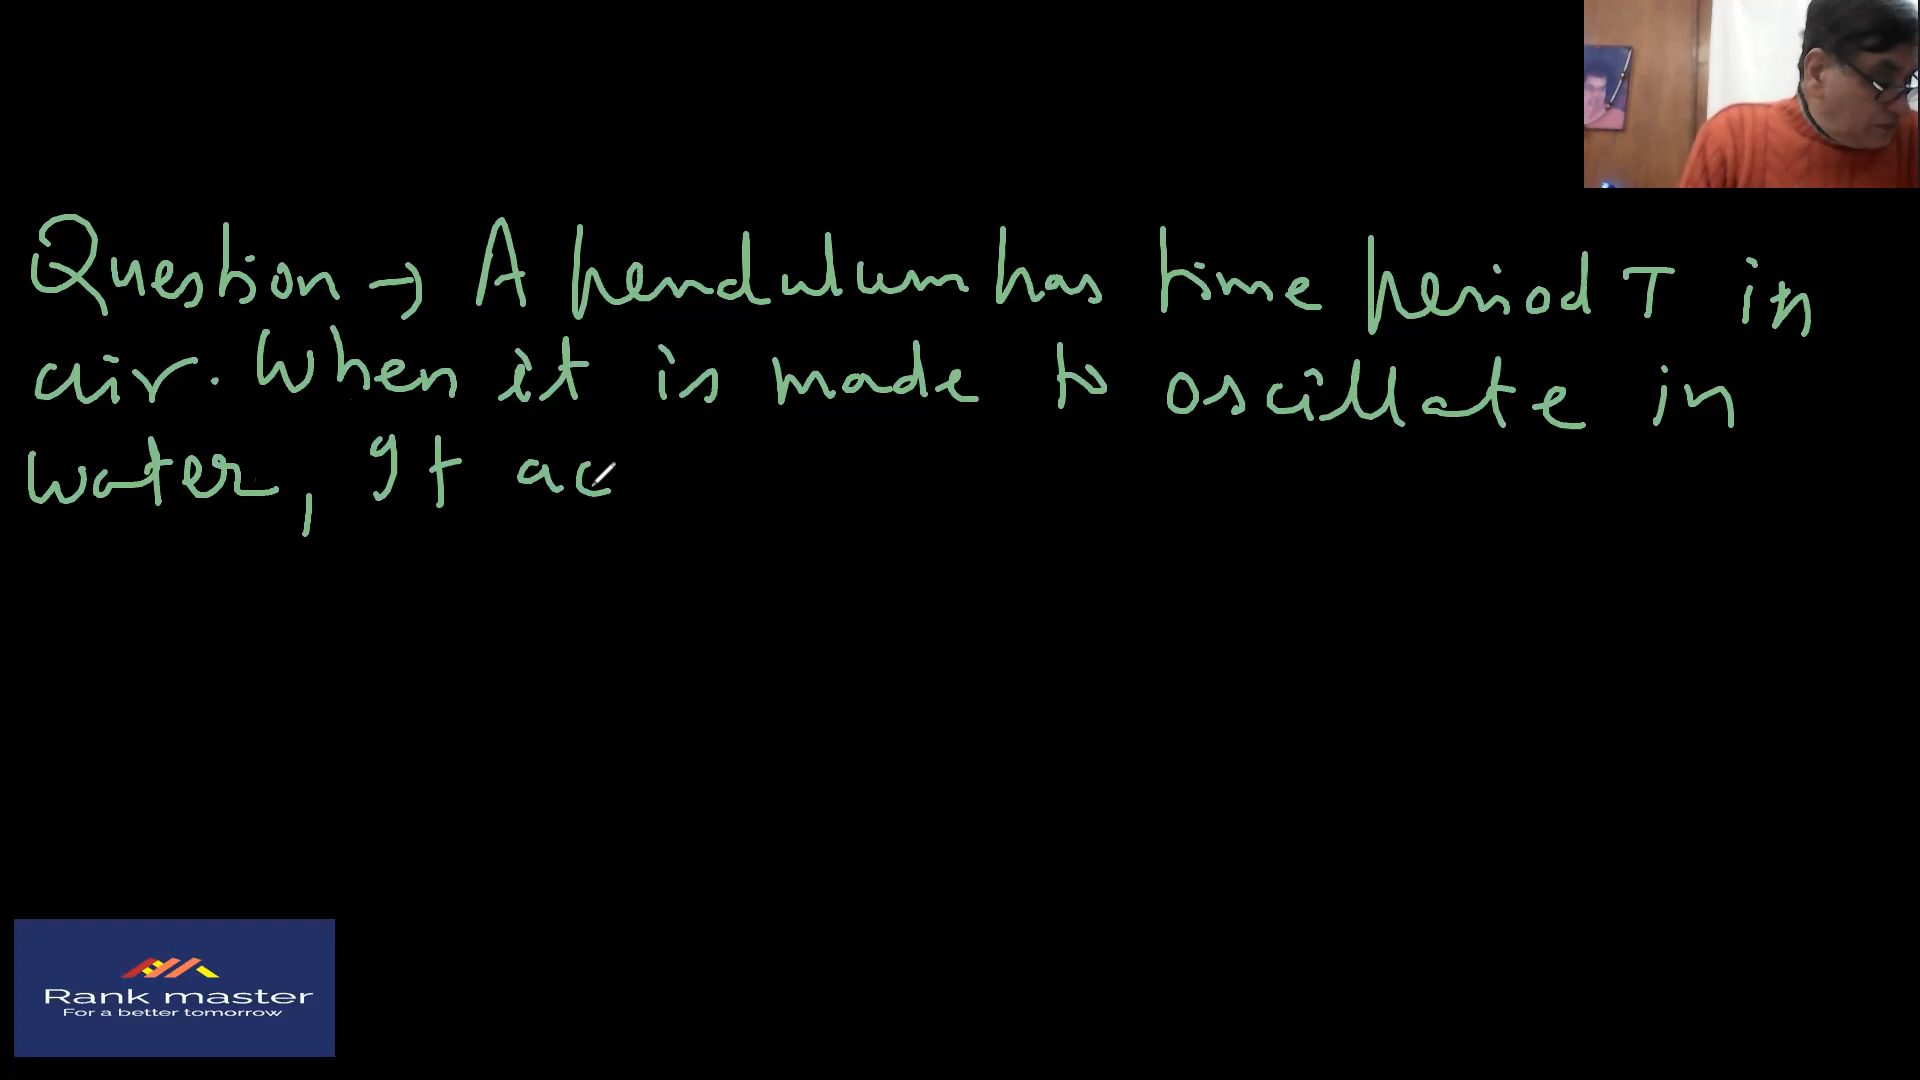 Question → A pendulum has time period T in
air. When it is made to oscillate in
water, It ac
Rank master
For a better tomorrow